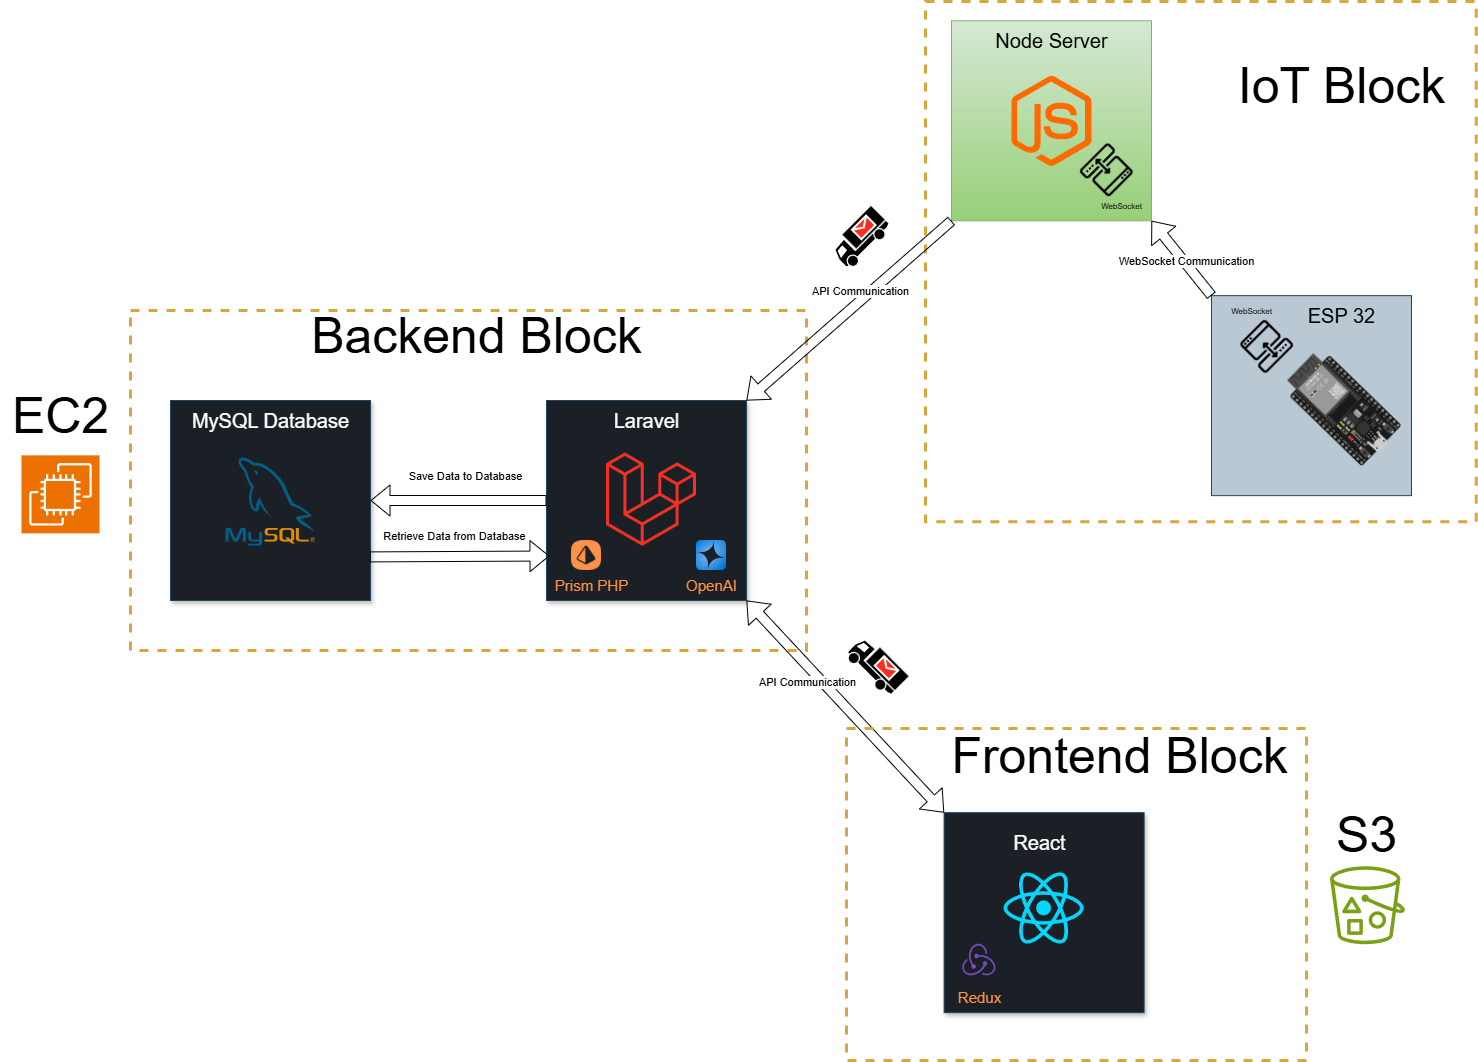 Node Server
IoT Block
JS
WebSocket
WebSocket Communication
API Communication
WebSocket
ESP 32
Backend Block
EC2
MySQL Database
Laravel
Save Data to Database
MySQL
Retrieve Data from Database
Prism PHP
OpenAI
API Communication
Frontend Block
S3
React
Redux